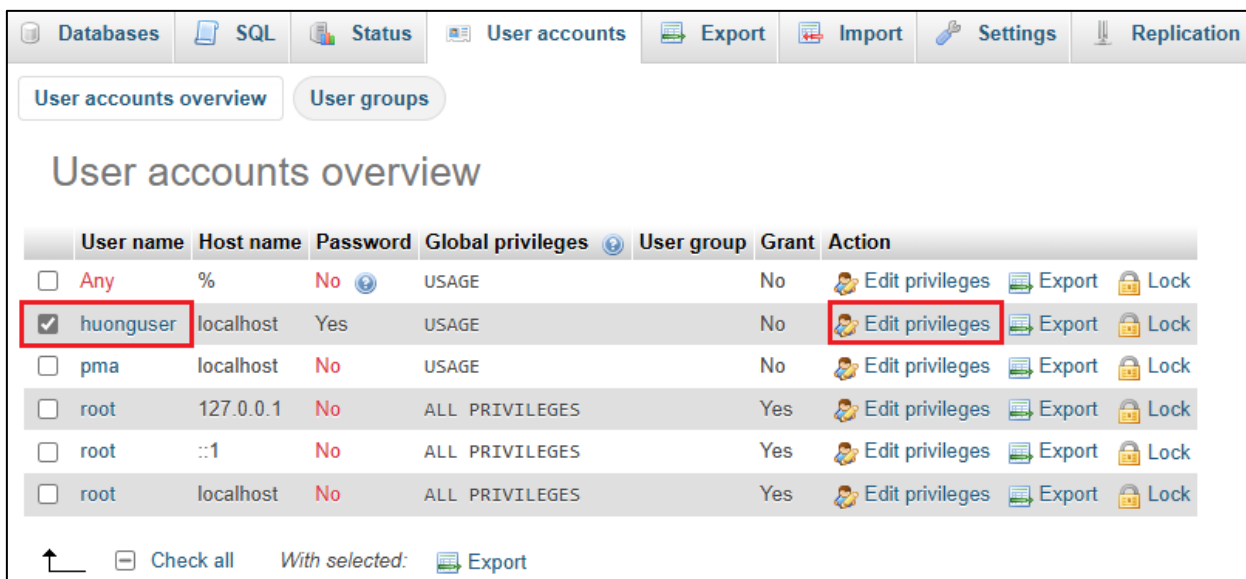 Databases SQL Status User accounts Export Import Settings Replication
User accounts overview User groups
User accounts overview
User name Host name Password Global privileges User group Grant Action
Any % No USAGE No Edit privileges Export Lock
huonguser localhost Yes USAGE No Edit privileges Export Lock
pma localhost No USAGE No Edit privileges Export Lock
root 127.0.0.1 No ALL PRIVILEGES Yes Edit privileges Export Lock
root ::1 No ALL PRIVILEGES Yes Edit privileges Export Lock
root localhost No ALL PRIVILEGES Yes Edit privileges Export Lock
Check all With selected: Export